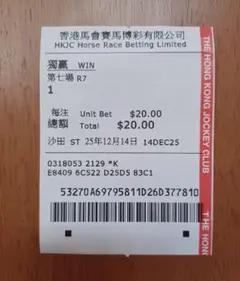 香港馬會賽馬博彩有限公司
HKJC Horse Race Betting Limited
獨贏 WIN
第七場 R7
1
每注 Unit Bet $20.00
總額 Total $20.00
沙田 ST 25年12月14日 14DEC25
0318053 2129 *K
E8409 6C522 D25D5 83C1
53270A69795811D26D377810
THE HONG KONG JOCKEY CLUB
THE HONG